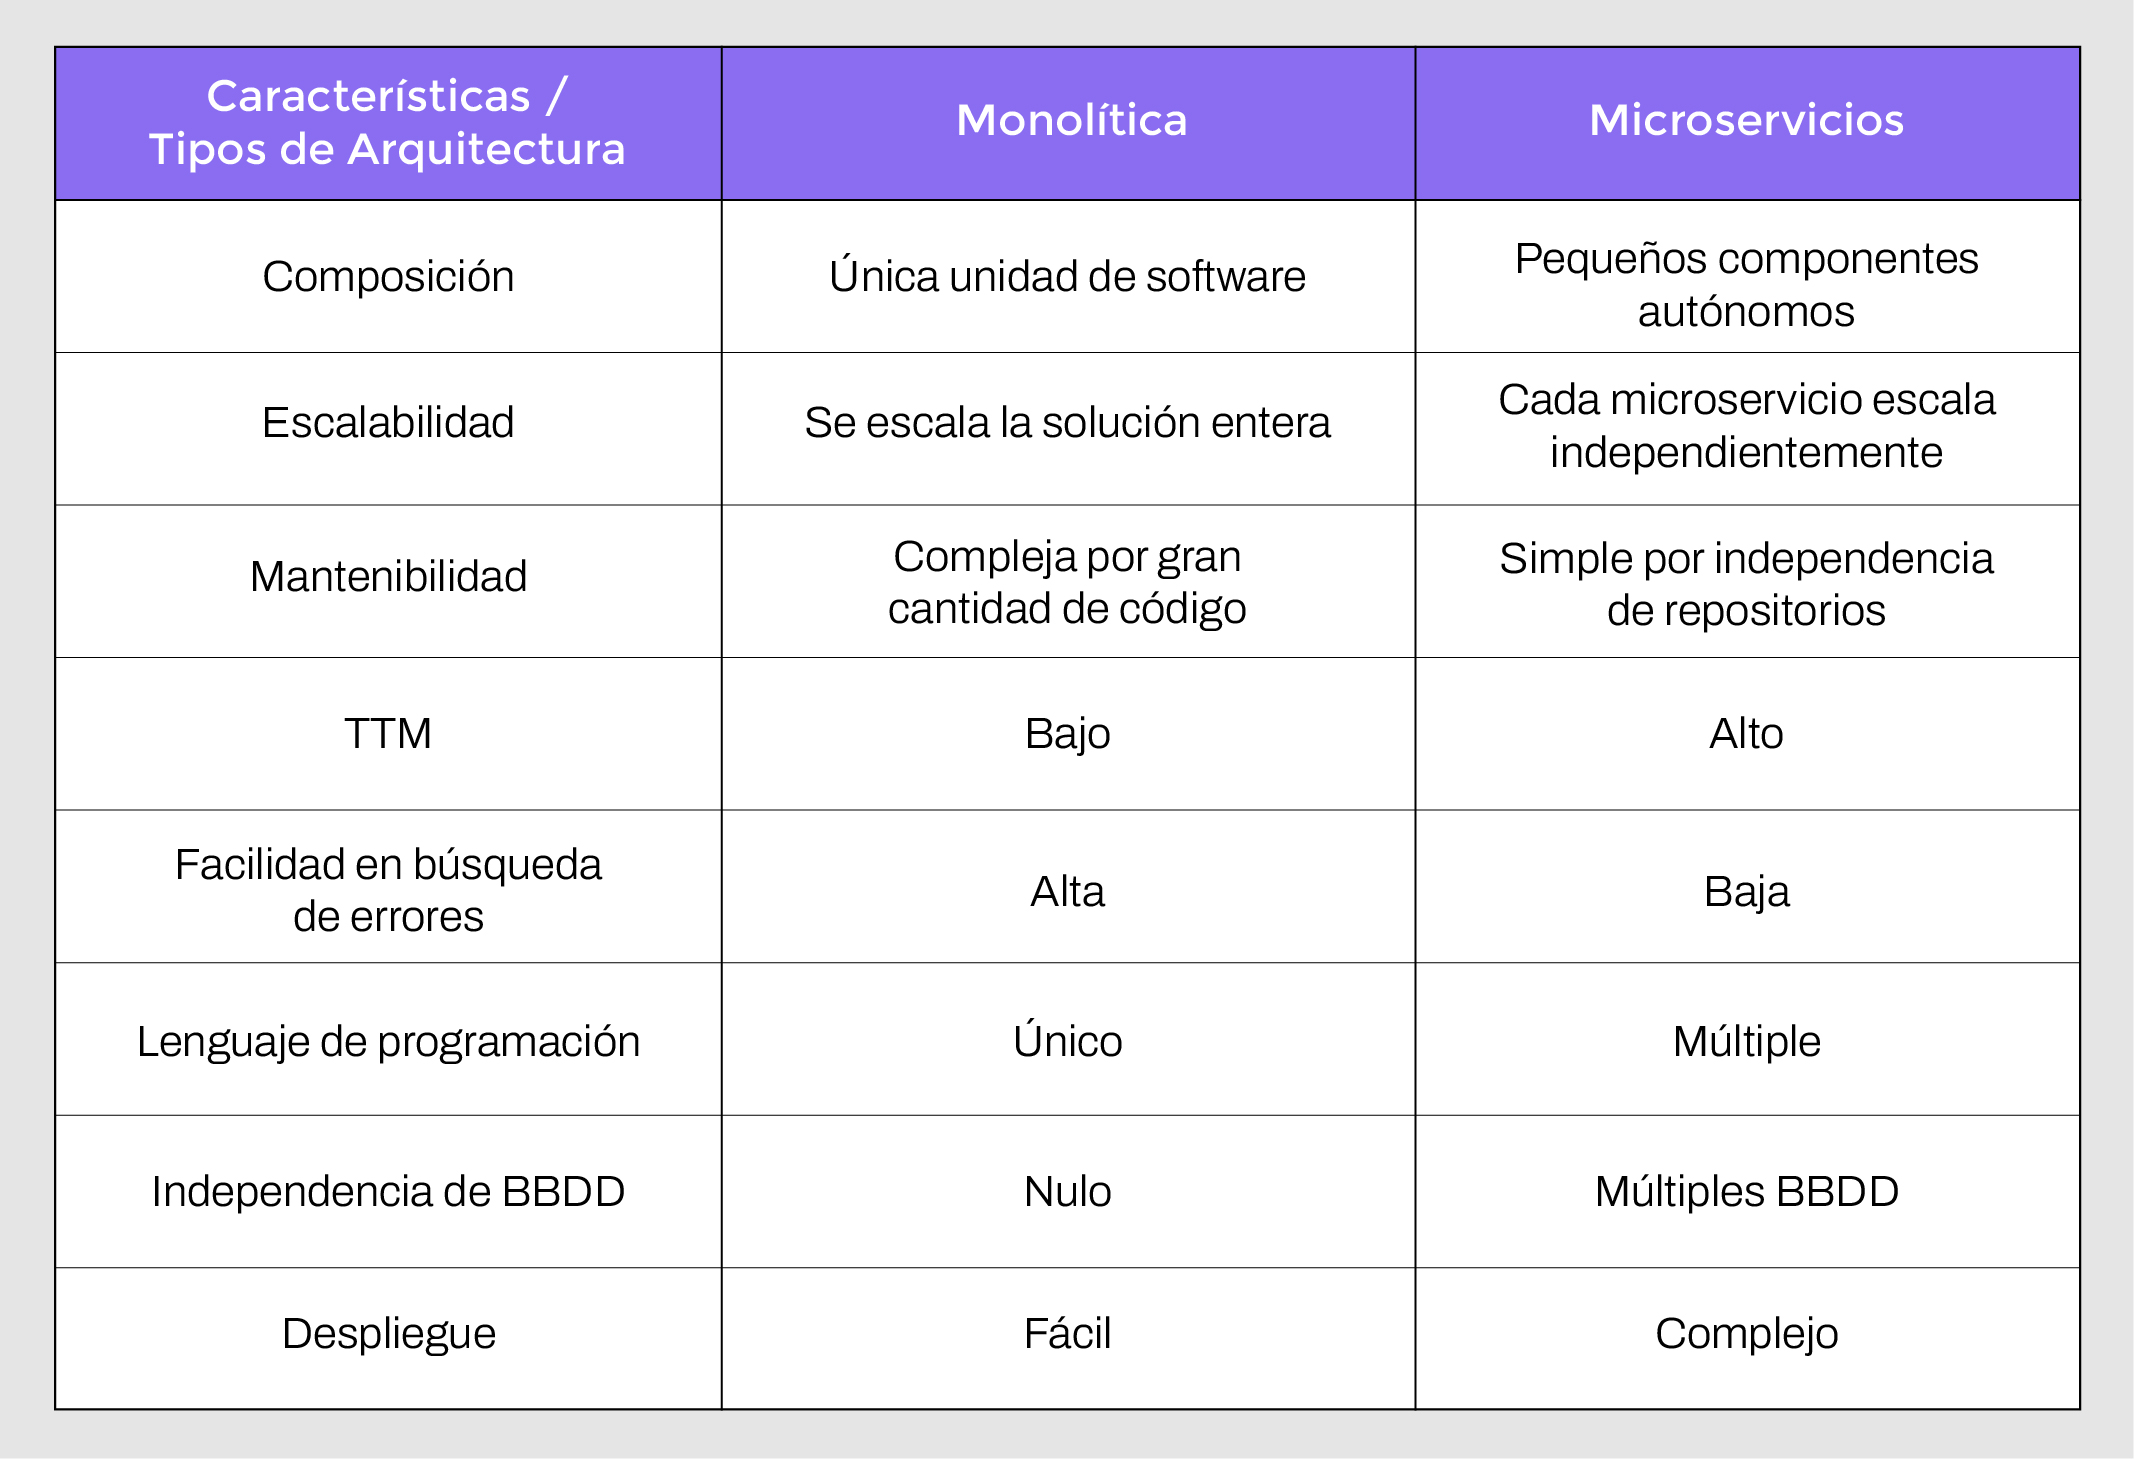 Características /
Tipos de Arquitectura
Monolítica
Microservicios
Composición
Única unidad de software
Pequeños componentes
autónomos
Escalabilidad
Se escala la solución entera
Cada microservicio escala
independientemente
Mantenibilidad
Compleja por gran
cantidad de código
Simple por independencia
de repositorios
TTM
Bajo
Alto
Facilidad en búsqueda
de errores
Alta
Baja
Lenguaje de programación
Único
Múltiple
Independencia de BBDD
Nulo
Múltiples BBDD
Despliegue
Fácil
Complejo